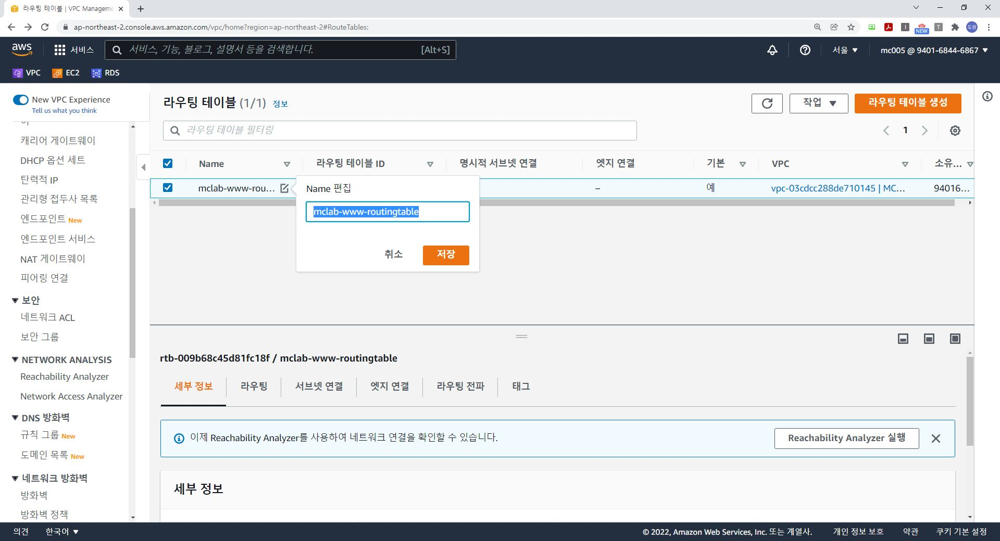 라우팅 테이블 | VPC Manageme
ap-northeast-2.console.aws.amazon.com/vpc/home?region=ap-northeast-2#RouteTables:
NEW
I
T
도원
aws
서비스
서비스, 기능, 블로그, 설명서 등을 검색합니다.
[Alt+S]
서울 ▼
mc005 @ 9401-6844-6867 ▼
VPC
EC2
RDS
New VPC Experience
Tell us what you think
캐리어 게이트웨이
DHCP 옵션 세트
탄력적 IP
관리형 접두사 목록
엔드포인트 New
엔드포인트 서비스
NAT 게이트웨이
피어링 연결
보안
네트워크 ACL
보안 그룹
NETWORK ANALYSIS
Reachability Analyzer
Network Access Analyzer
DNS 방화벽
규칙 그룹 New
도메인 목록 New
네트워크 방화벽
방화벽
방화벽 정책
라우팅 테이블 (1/1) 정보
작업 ▼
라우팅 테이블 생성
라우팅 테이블 필터링
1
Name
라우팅 테이블 ID
명시적 서브넷 연결
엣지 연결
기본
VPC
소유...
mclab-www-rou...
–
예
vpc-03cdcc288de710145 | MC...
94016...
Name 편집
mclab-www-routingtable
취소
저장
rtb-009b68c45d81fc18f / mclab-www-routingtable
세부 정보
라우팅
서브넷 연결
엣지 연결
라우팅 전파
태그
이제 Reachability Analyzer를 사용하여 네트워크 연결을 확인할 수 있습니다.
Reachability Analyzer 실행
세부 정보
의견
한국어 ▼
© 2022, Amazon Web Services, Inc. 또는 계열사.
개인 정보 보호
약관
쿠키 기본 설정